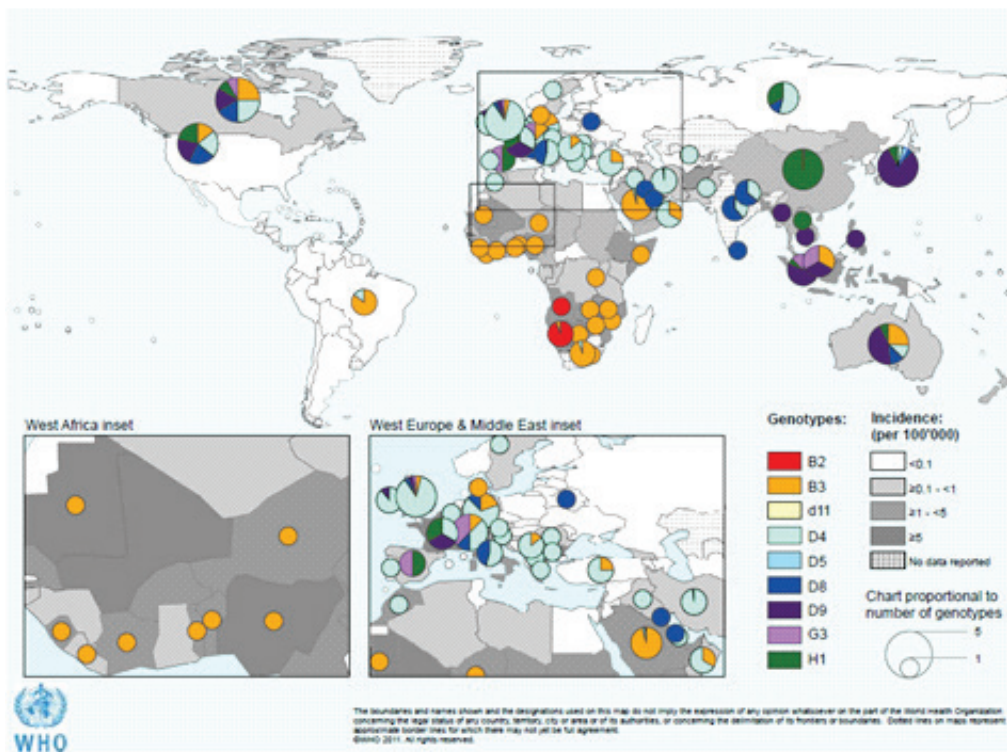 West Africa inset
West Europe & Middle East inset
Genotypes:
B2
B3
d11
D4
D5
D8
D9
G3
H1
Incidence:
(per 100'000)
<0.1
≥0.1 - <1
≥1 - <5
≥5
No data reported
Chart proportional to
number of genotypes
5
1
WHO
The boundaries and names shown and the designations used on this map do not imply the expression of any opinion whatsoever on the part of the World Health Organization
concerning the legal status of any country, territory, city or area or of its authorities, or concerning the delimitation of its frontiers or boundaries. Dotted lines on maps represent
approximate border lines for which there may not yet be full agreement.
©WHO 2011. All rights reserved.